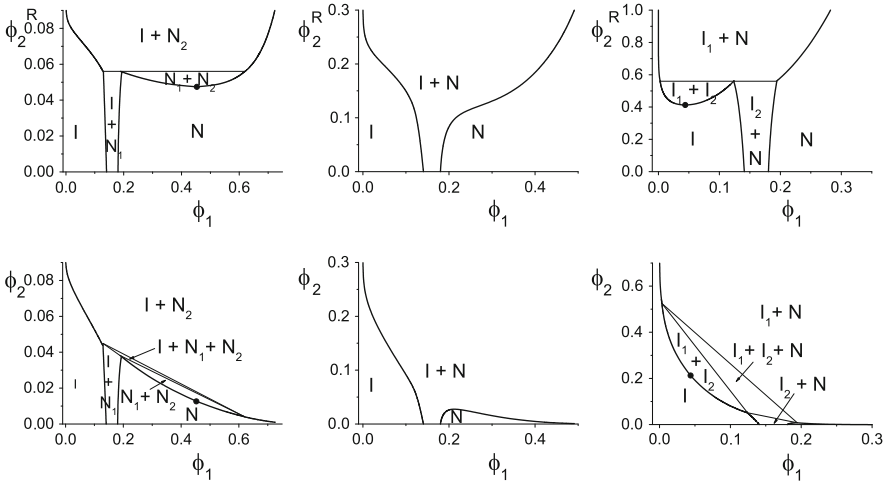 ϕ₂ᴿ
0.08
0.06
0.04
0.02
0.00
I + N₂
N₁ + N₂
I
I + N₁
N
0.0 0.2 0.4 0.6
ϕ₁
ϕ₂ᴿ
0.3
0.2
0.1
0.0
I + N
I
N
0.0 0.2 0.4
ϕ₁
ϕ₂ᴿ
1.0
0.8
0.6
0.4
0.2
0.0
I₁ + N
I₁ + I₂
I
I₂ + N
N
0.0 0.1 0.2 0.3
ϕ₁
ϕ₂
0.08
0.06
0.04
0.02
0.00
I + N₂
I + N₁ + N₂
I
I + N₁
N₁ + N₂
N
0.0 0.2 0.4 0.6
ϕ₁
ϕ₂
0.3
0.2
0.1
0.0
I + N
I
N
0.0 0.2 0.4
ϕ₁
ϕ₂
0.6
0.4
0.2
0.0
I₁ + N
I₁ + I₂ + N
I₁ + I₂
I₂ + N
I
0.0 0.1 0.2 0.3
ϕ₁